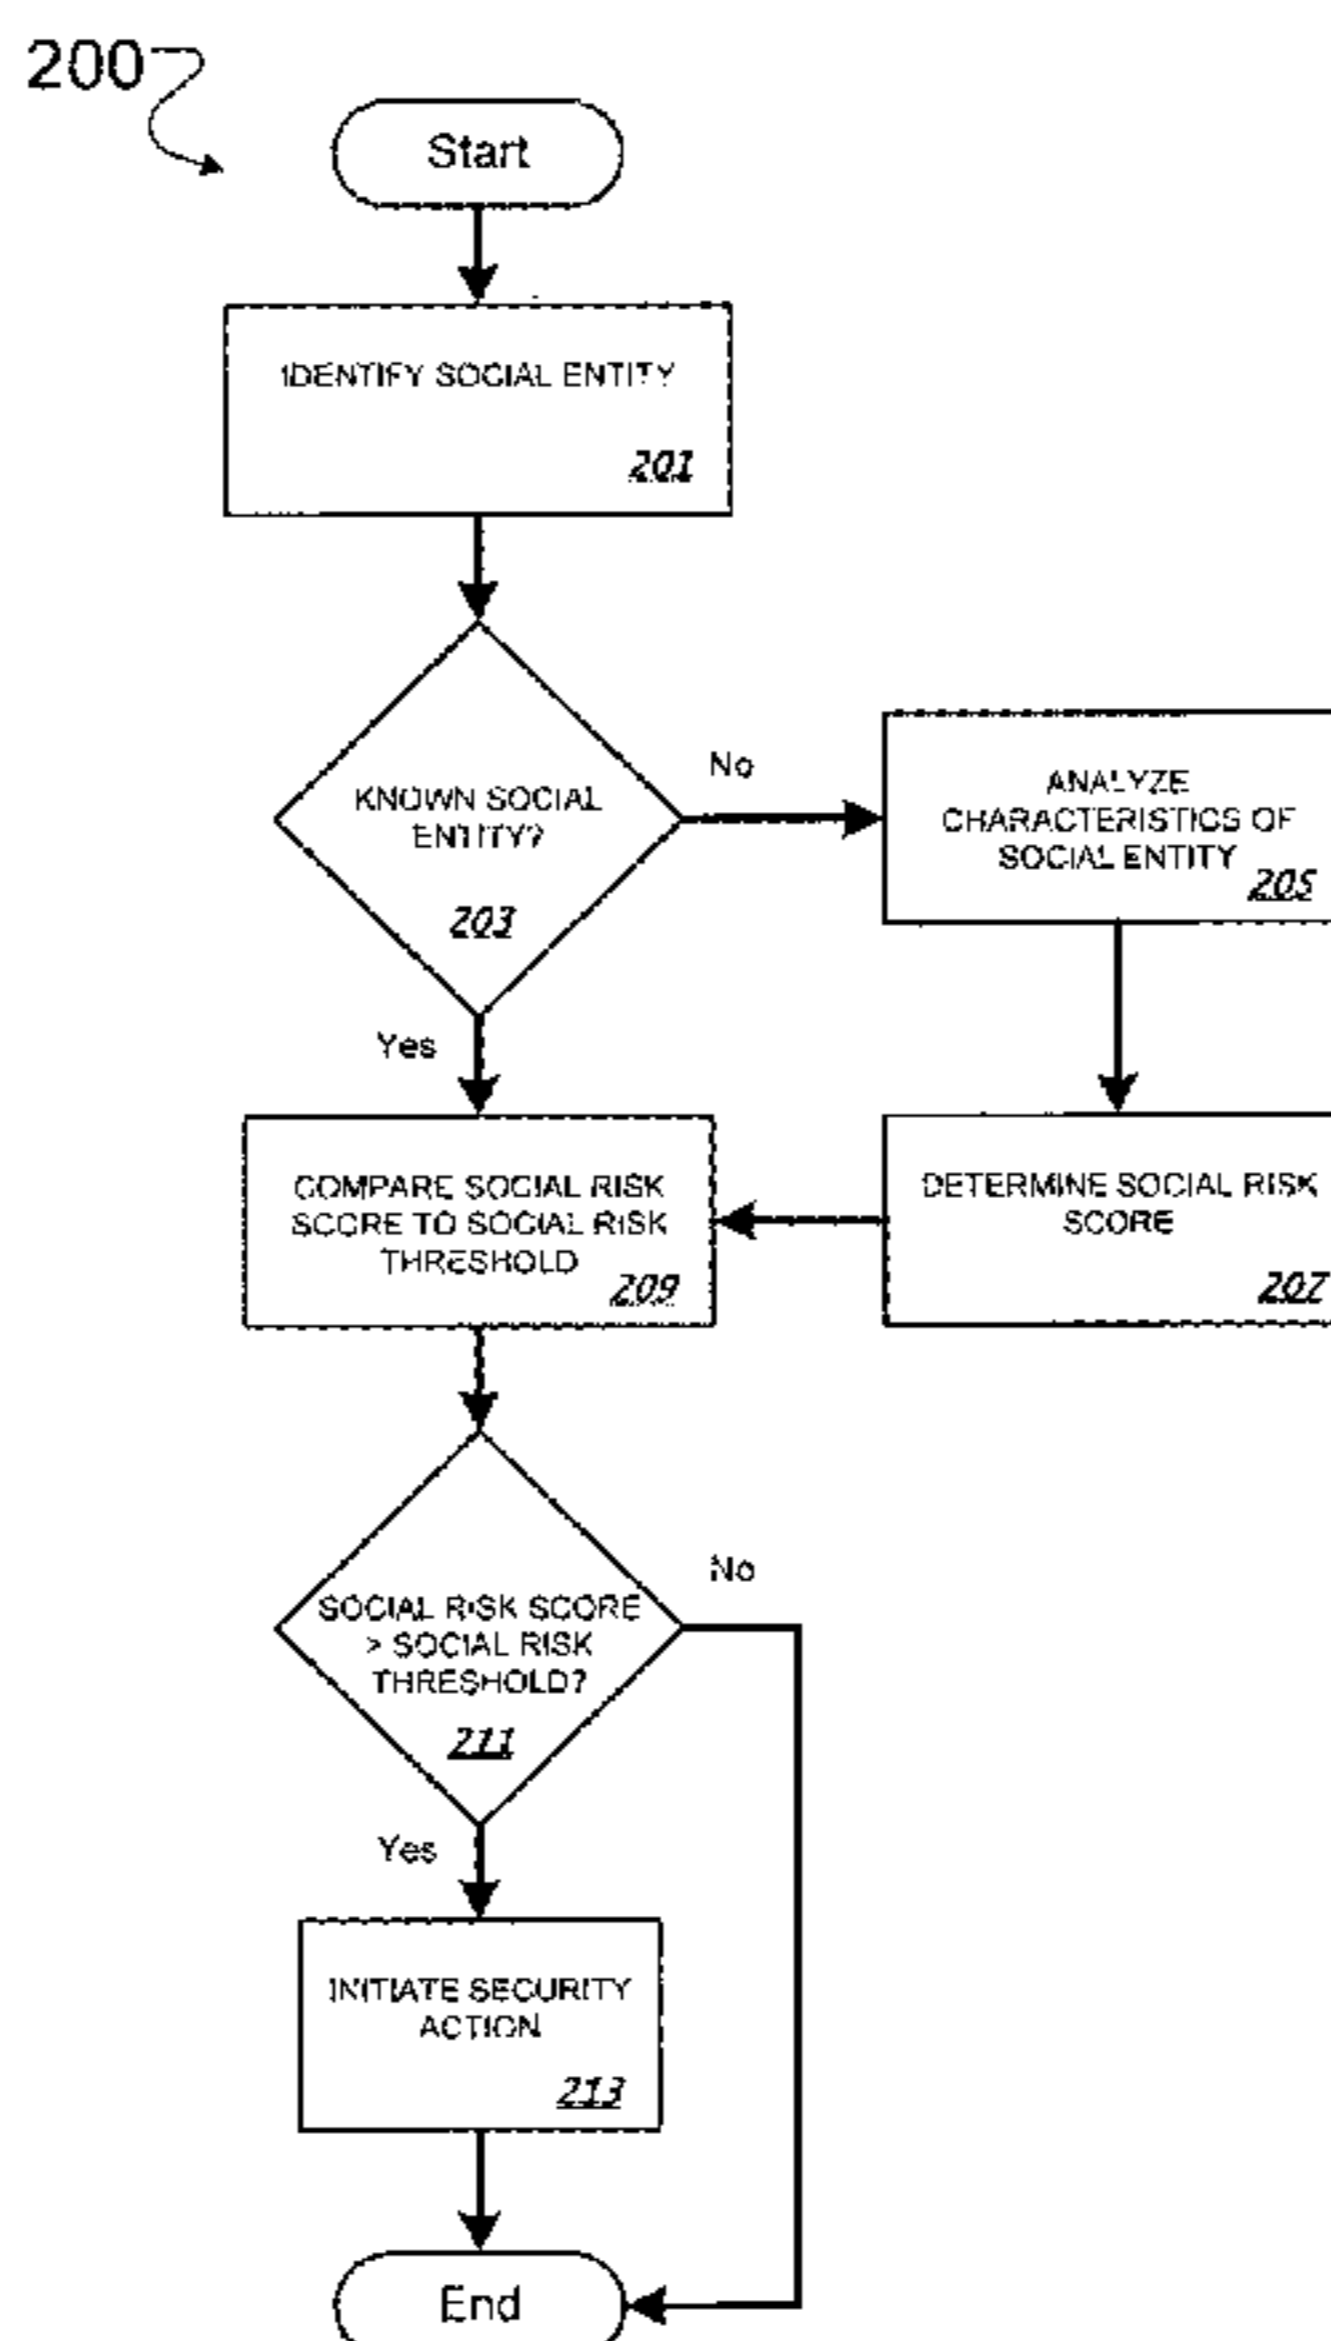 200
Start
IDENTIFY SOCIAL ENTITY
201
KNOWN SOCIAL
ENTITY?
203
No
ANALYZE
CHARACTERISTICS OF
SOCIAL ENTITY
205
Yes
COMPARE SOCIAL RISK
SCORE TO SOCIAL RISK
THRESHOLD
209
DETERMINE SOCIAL RISK
SCORE
207
SOCIAL RISK SCORE
> SOCIAL RISK
THRESHOLD?
211
No
Yes
INITIATE SECURITY
ACTION
213
End